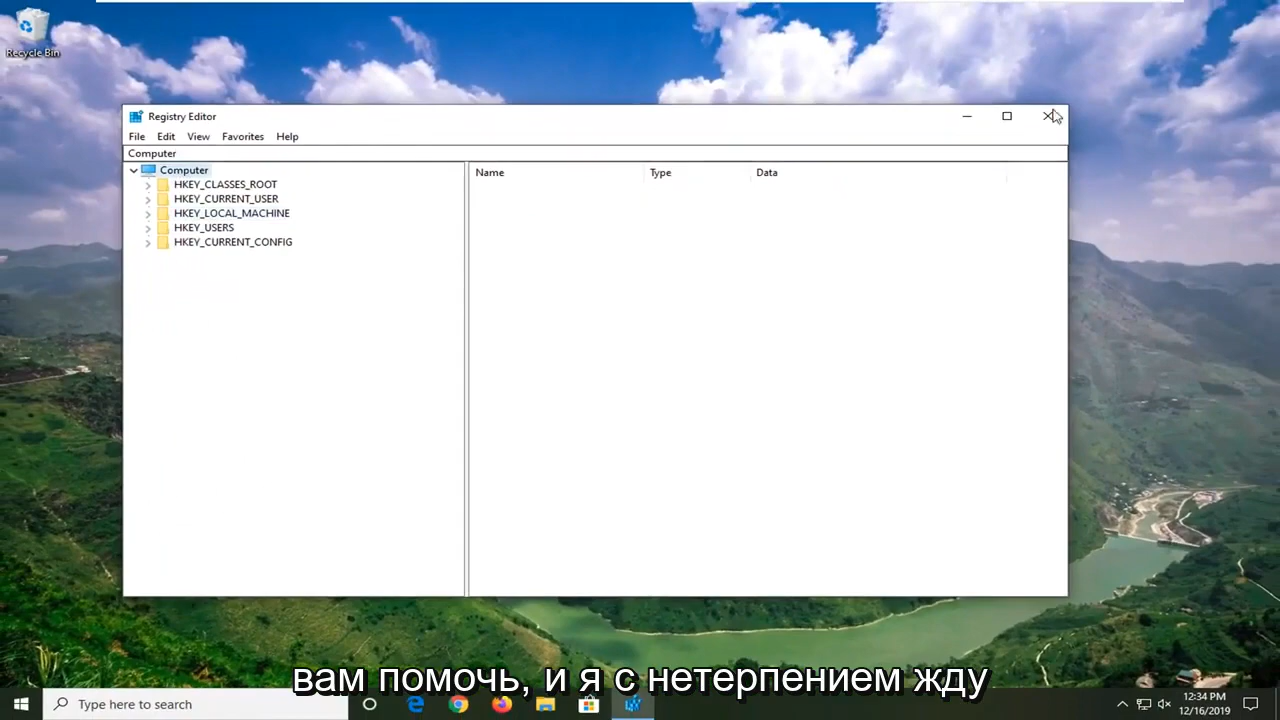 Recycle Bin
Registry Editor
File Edit View Favorites Help
Computer
Computer
Name Type Data
HKEY_CLASSES_ROOT
HKEY_CURRENT_USER
HKEY_LOCAL_MACHINE
HKEY_USERS
HKEY_CURRENT_CONFIG
вам помочь, и я с нетерпением жду
Type here to search
12:34 PM
12/16/2019